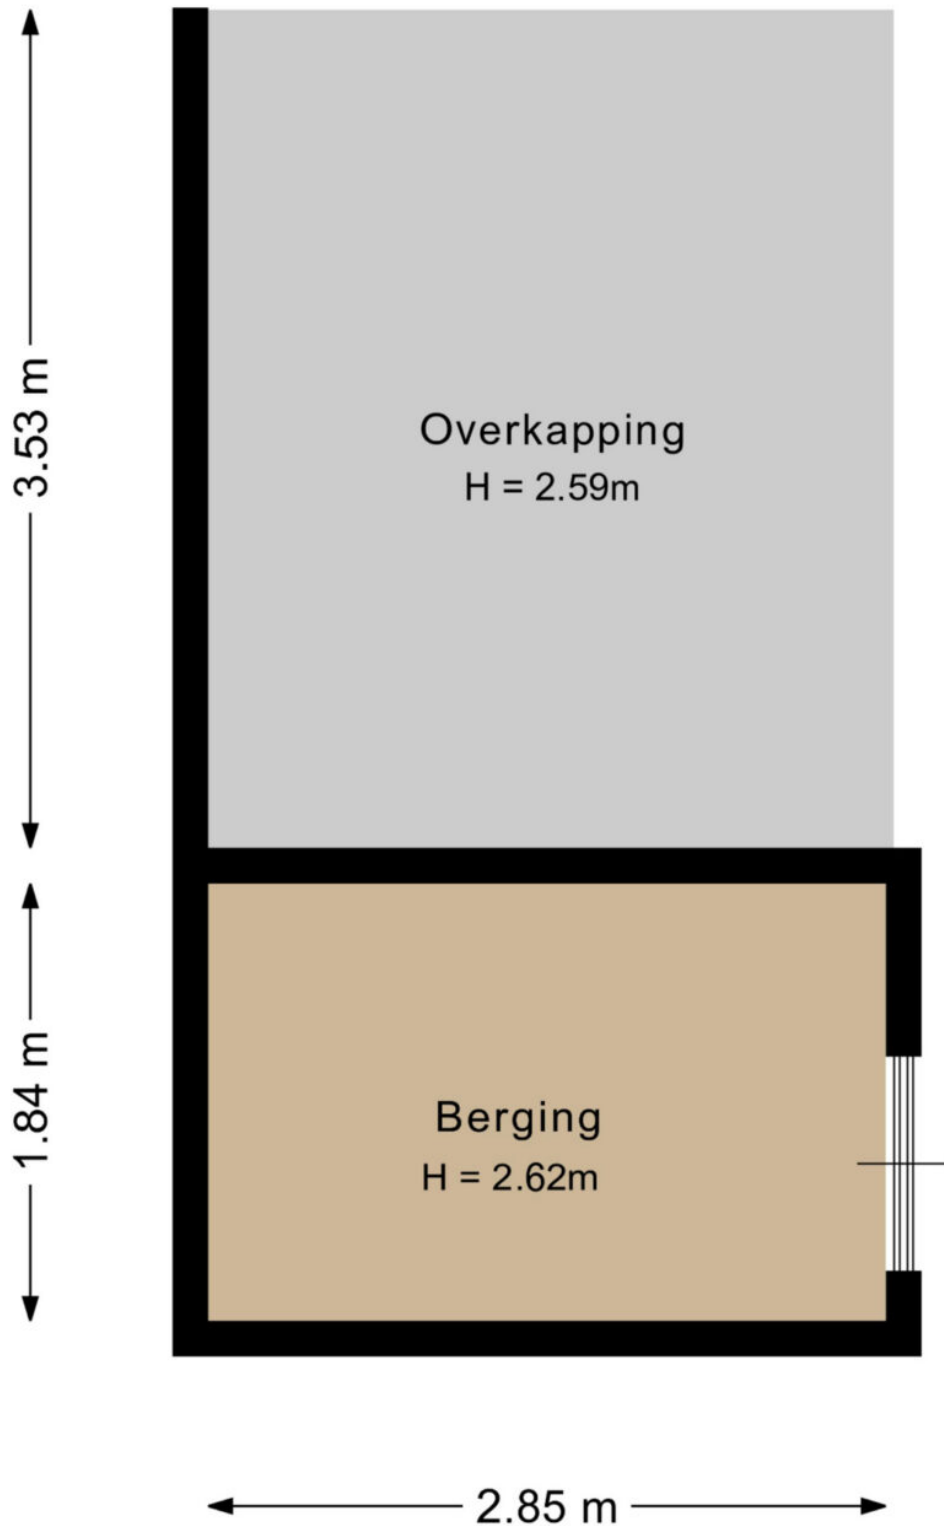 3.53 m
Overkapping
H = 2.59m
1.84 m
Berging
H = 2.62m
2.85 m